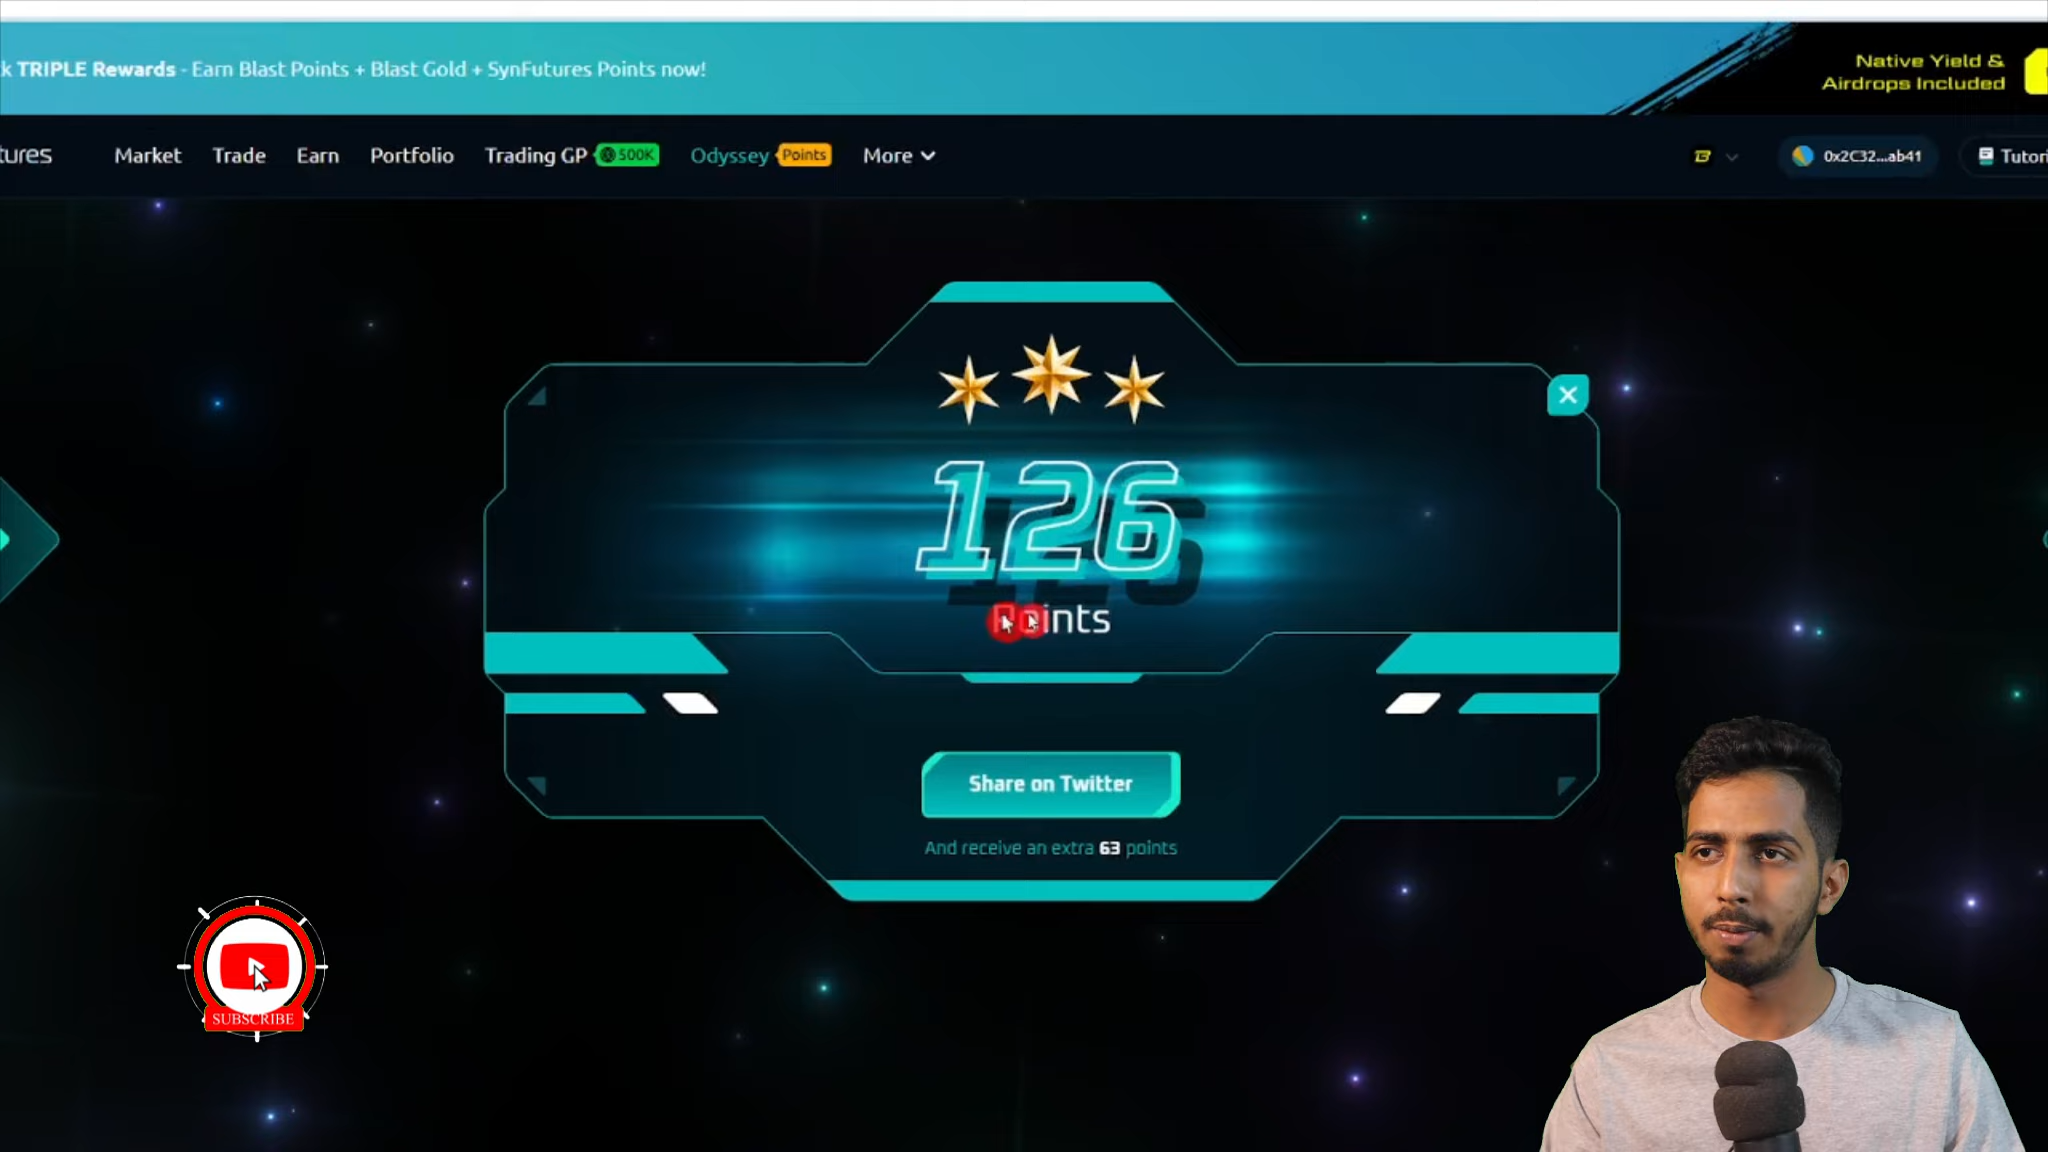 k TRIPLE Rewards - Earn Blast Points + Blast Gold + SynFutures Points now!
Native Yield &
Airdrops Included
tures
Market
Trade
Earn
Portfolio
Trading GP
500K
Odyssey
Points
More
0x2C32...ab41
Tutori
126
Points
Share on Twitter
And receive an extra 63 points
SUBSCRIBE